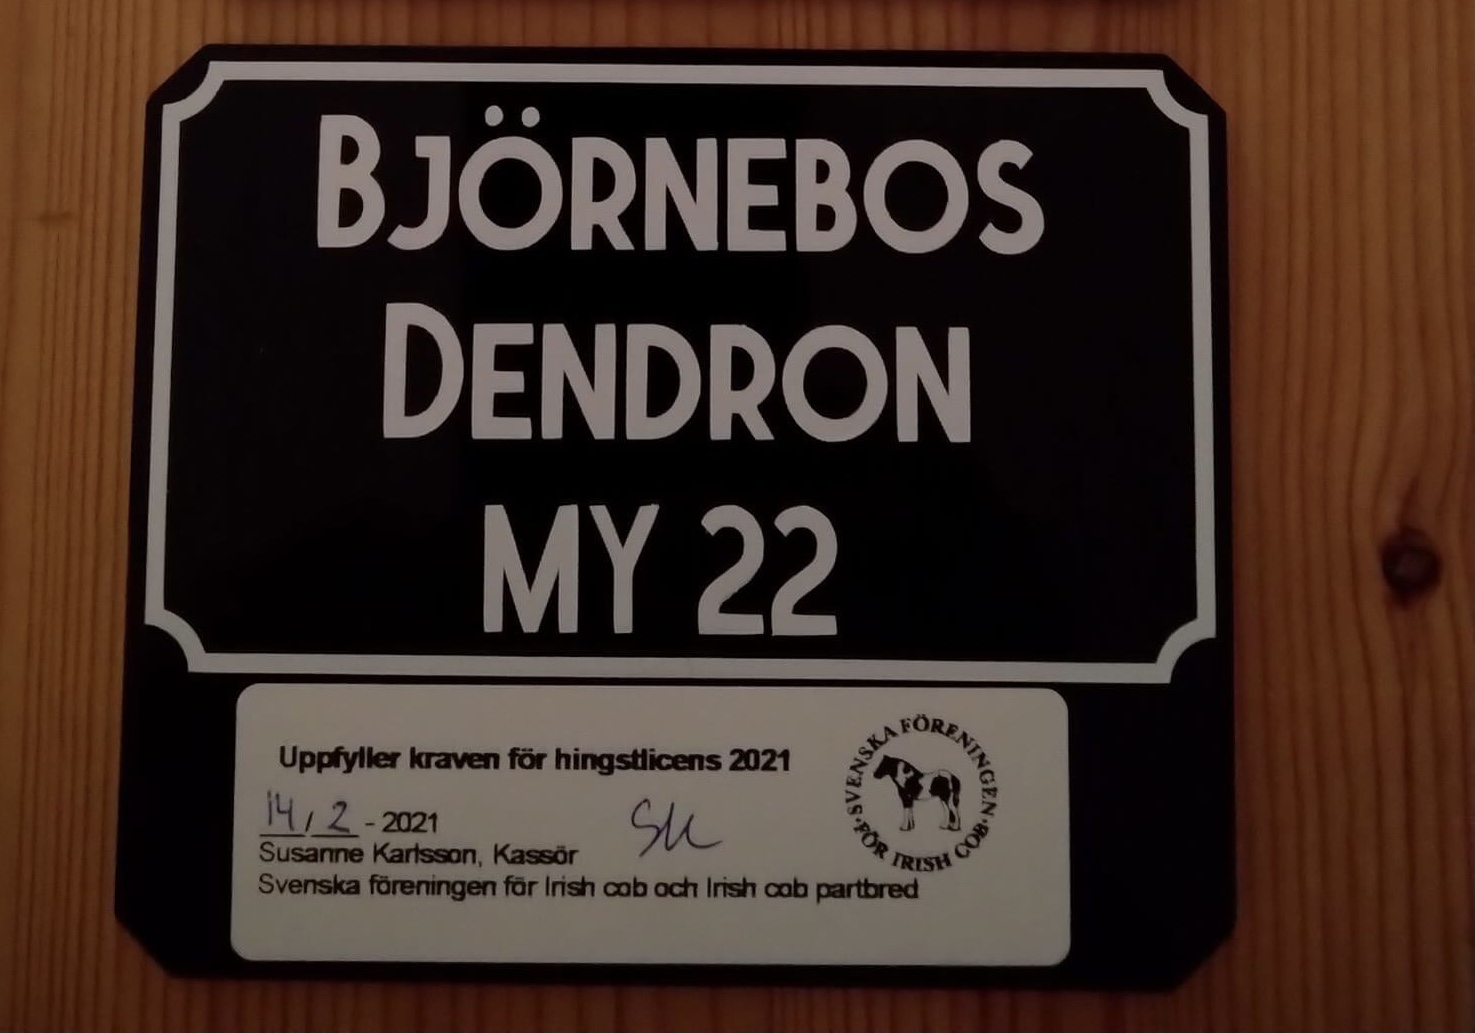 BJÖRNEBOS
DENDRON
MY 22
Uppfyller kraven för hingstlicens 2021
14/2 - 2021
SK
Susanne Karlsson, Kassör
Svenska föreningen för Irish cob och Irish cob partbred
SVENSKA FÖRENINGEN
FÖR IRISH COB